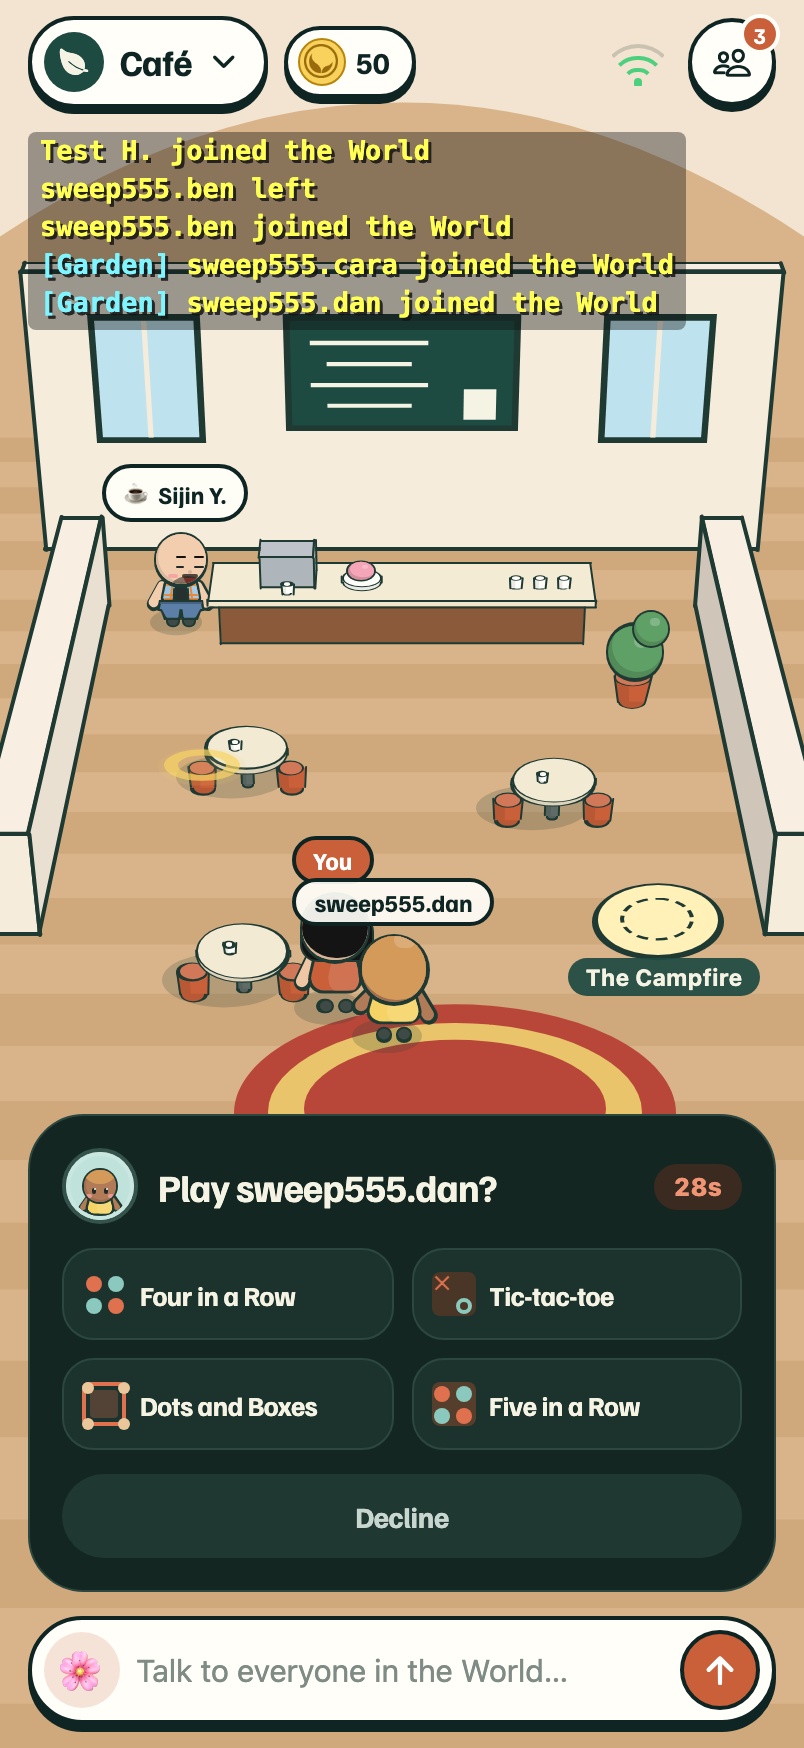 Café
50
3
Test H. joined the World
sweep555.ben left
sweep555.ben joined the World
[Garden] sweep555.cara joined the World
[Garden] sweep555.dan joined the World
Sijin Y.
You
sweep555.dan
The Campfire
Play sweep555.dan?
28s
Four in a Row
Tic-tac-toe
Dots and Boxes
Five in a Row
Decline
Talk to everyone in the World...